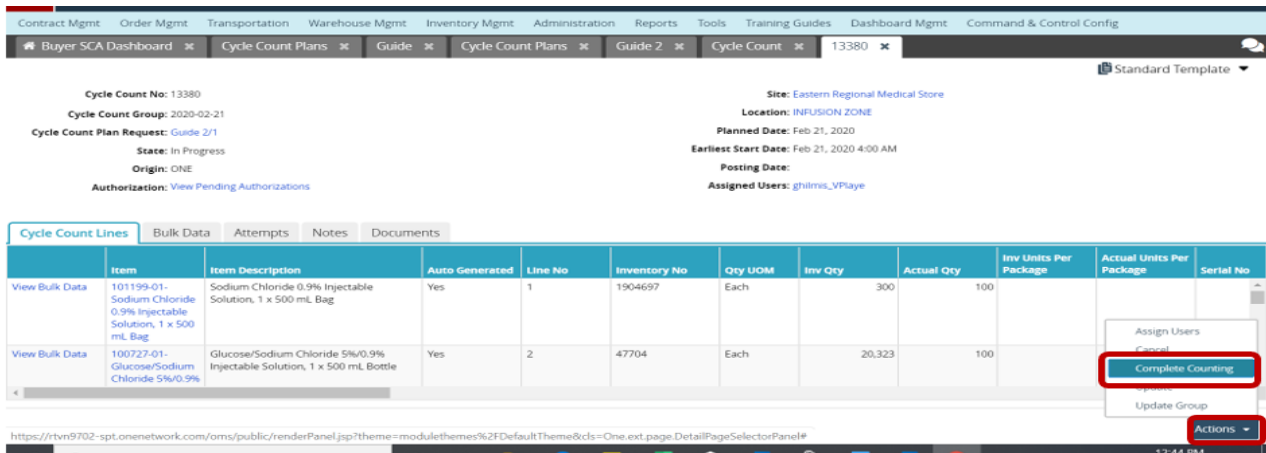 Contract Mgmt Order Mgmt Transportation Warehouse Mgmt Inventory Mgmt Administration Reports Tools Training Guides Dashboard Mgmt Command & Control Config
Buyer SCA Dashboard × Cycle Count Plans × Guide × Cycle Count Plans × Guide 2 × Cycle Count × 13380 ×
Standard Template
Cycle Count No: 13380
Cycle Count Group: 2020-02-21
Cycle Count Plan Request: Guide 2/1
State: In Progress
Origin: ONE
Authorization: View Pending Authorizations
Site: Eastern Regional Medical Store
Location: INFUSION ZONE
Planned Date: Feb 21, 2020
Earliest Start Date: Feb 21, 2020 4:00 AM
Posting Date:
Assigned Users: ghilmis_VPlaye
Cycle Count Lines Bulk Data Attempts Notes Documents
Item Item Description Auto Generated Line No Inventory No Qty UOM Inv Qty Actual Qty Inv Units Per Package Actual Units Per Package Serial No
View Bulk Data
101199-01-
Sodium Chloride
0.9% Injectable
Solution, 1 x 500
mL Bag
Sodium Chloride 0.9% Injectable
Solution, 1 x 500 mL Bag
Yes 1 1904697 Each 300 100
View Bulk Data
100727-01-
Glucose/Sodium
Chloride 5%/0.9%
Glucose/Sodium Chloride 5%/0.9%
Injectable Solution, 1 x 500 mL Bottle
Yes 2 47704 Each 20,323 100
Assign Users
Cancel
Complete Counting
Update
Update Group
Actions
https://rtvn9702-spt.onenetwork.com/oms/public/renderPanel.jsp?theme=modulethemes%2FDefaultTheme&cls=One.ext.page.DetailPageSelectorPanel#
12:44 PM